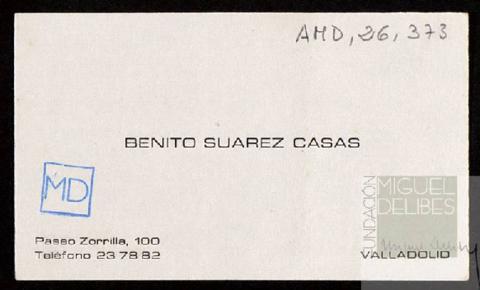 AMD, 26, 373
BENITO SUAREZ CASAS
MD
Paseo Zorrilla, 100
Teléfono 23 78 82
VALLADOLID
FUNDACIÓN
MIGUEL
DELIBES